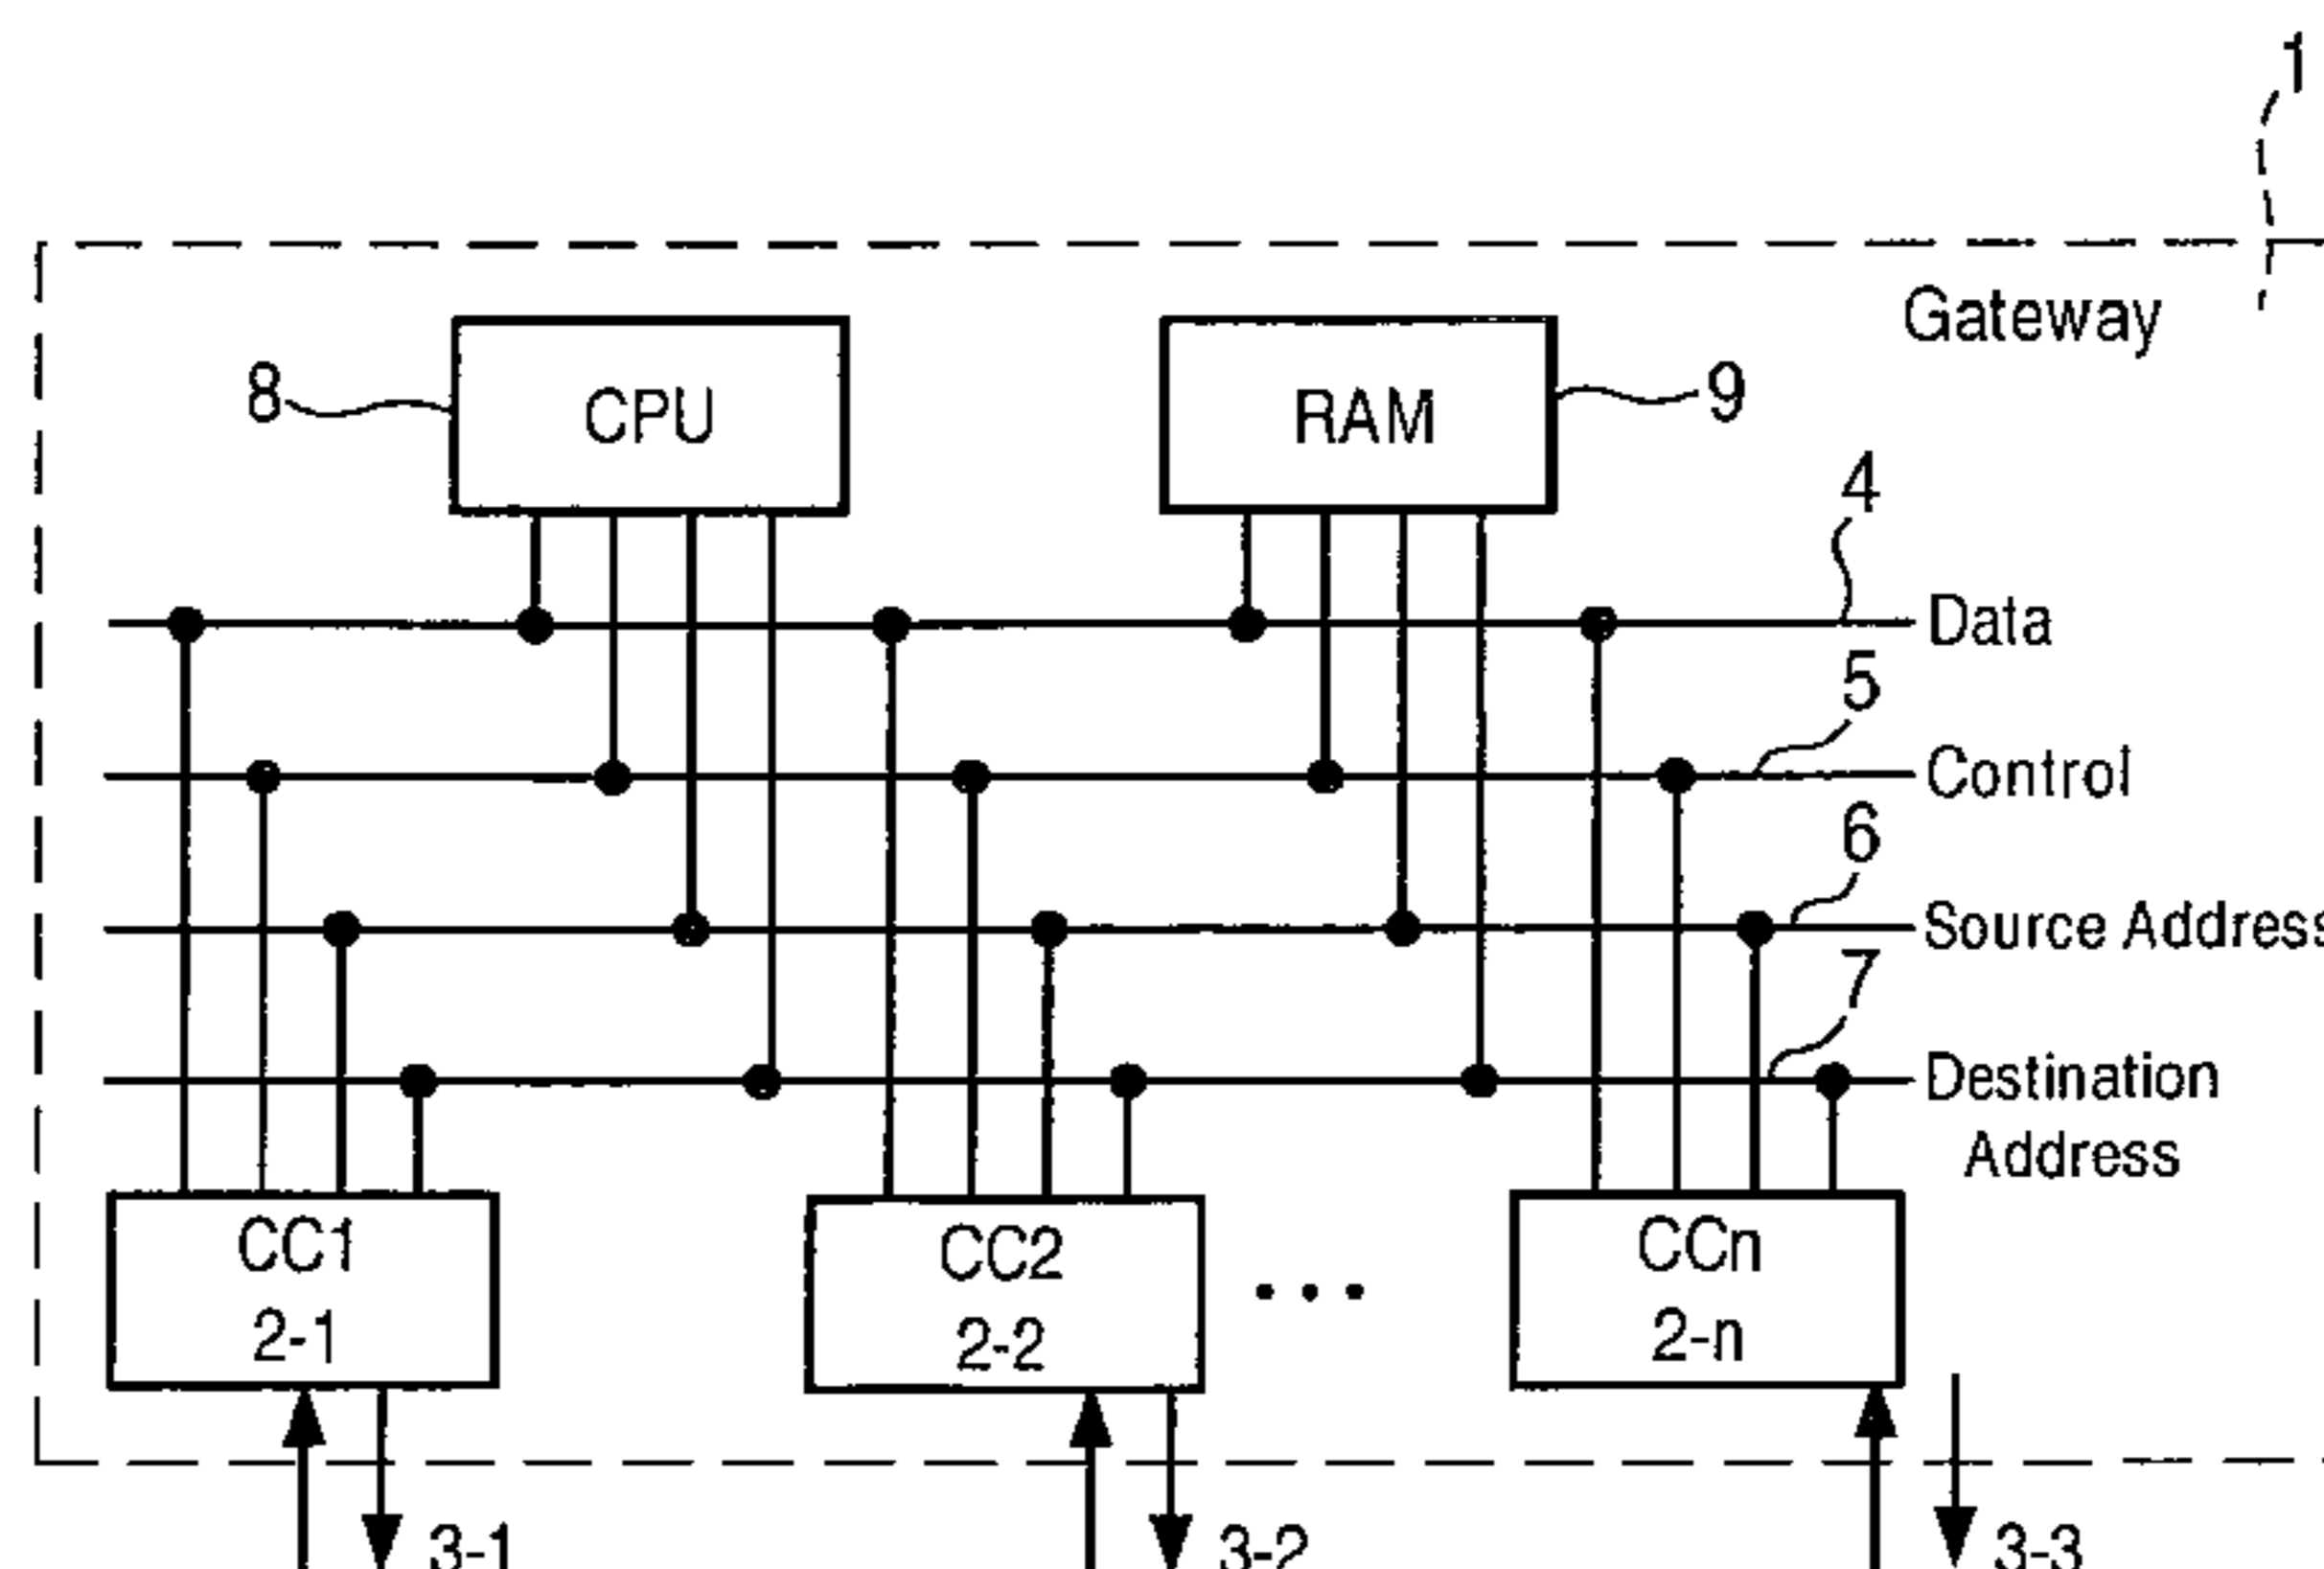 1
Gateway
8
CPU
RAM
9
4
Data
5
Control
6
Source Address
7
Destination
Address
CC1
2-1
CC2
2-2
...
CCn
2-n
3-1
3-2
3-3